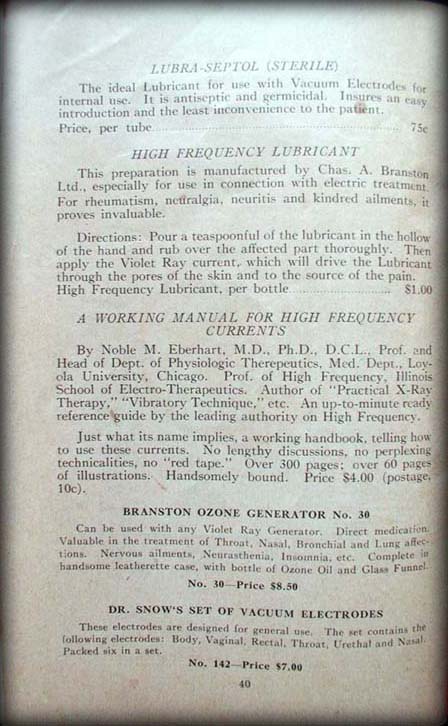 LUBRA-SEPTOL (STERILE)
The ideal Lubricant for use with Vacuum Electrodes for
internal use. It is antiseptic and germicidal. Insures an easy
introduction and the least inconvenience to the patient.
Price, per tube........................................ 75c
HIGH FREQUENCY LUBRICANT
This preparation is manufactured by Chas. A. Branston
Ltd., especially for use in connection with electric treatment.
For rheumatism, neuralgia, neuritis and kindred ailments, it
proves invaluable.
Directions: Pour a teaspoonful of the lubricant in the hollow
of the hand and rub over the affected part thoroughly. Then
apply the Violet Ray current, which will drive the Lubricant
through the pores of the skin and to the source of the pain.
High Frequency Lubricant, per bottle........................ $1.00
A WORKING MANUAL FOR HIGH FREQUENCY
CURRENTS
By Noble M. Eberhart, M.D., Ph.D., D.C.L., Prof. and
Head of Dept. of Physiologic Therepeutics, Med. Dept., Loy-
ola University, Chicago. Prof. of High Frequency, Illinois
School of Electro-Therapeutics. Author of "Practical X-Ray
Therapy," "Vibratory Technique," etc. An up-to-minute ready
reference guide by the leading authority on High Frequency.
Just what its name implies, a working handbook, telling how
to use these currents. No lengthy discussions, no perplexing
technicalities, no "red tape." Over 300 pages; over 60 pages
of illustrations. Handsomely bound. Price $4.00 (postage,
10c).
BRANSTON OZONE GENERATOR No. 30
Can be used with any Violet Ray Generator. Direct medication.
Valuable in the treatment of Throat, Nasal, Bronchial and Lung affec-
tions. Nervous ailments, Neurasthenia, Insomnia, etc. Complete in
handsome leatherette case, with bottle of Ozone Oil and Glass Funnel.
No. 30—Price $8.50
DR. SNOW'S SET OF VACUUM ELECTRODES
These electrodes are designed for general use. The set contains the
following electrodes: Body, Vaginal, Rectal, Throat, Urethal and Nasal.
Packed six in a set.
No. 142—Price $7.00
40